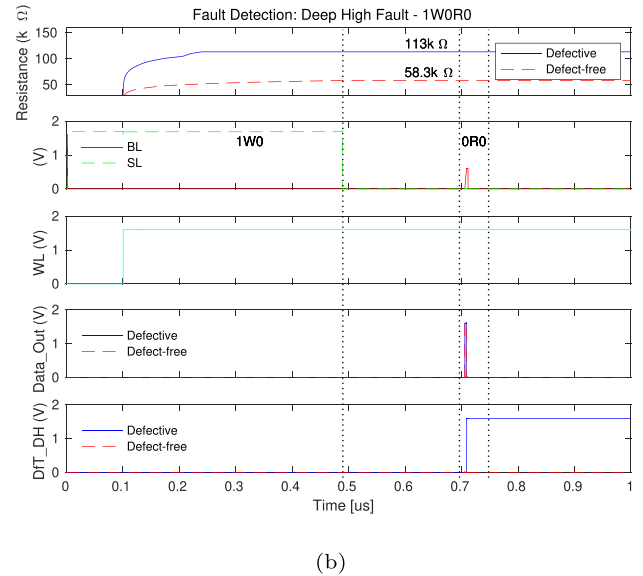 Fault Detection: Deep High Fault - 1W0R0
Resistance (k Ω)
150
100
50
113k Ω
58.3k Ω
Defective
Defect-free
(V)
2
1
0
BL
SL
1W0
0R0
WL (V)
2
1
0
Data_Out (V)
2
1
0
Defective
Defect-free
DfT_DH (V)
2
1
0
Defective
Defect-free
0 0.1 0.2 0.3 0.4 0.5 0.6 0.7 0.8 0.9 1
Time [us]
(b)